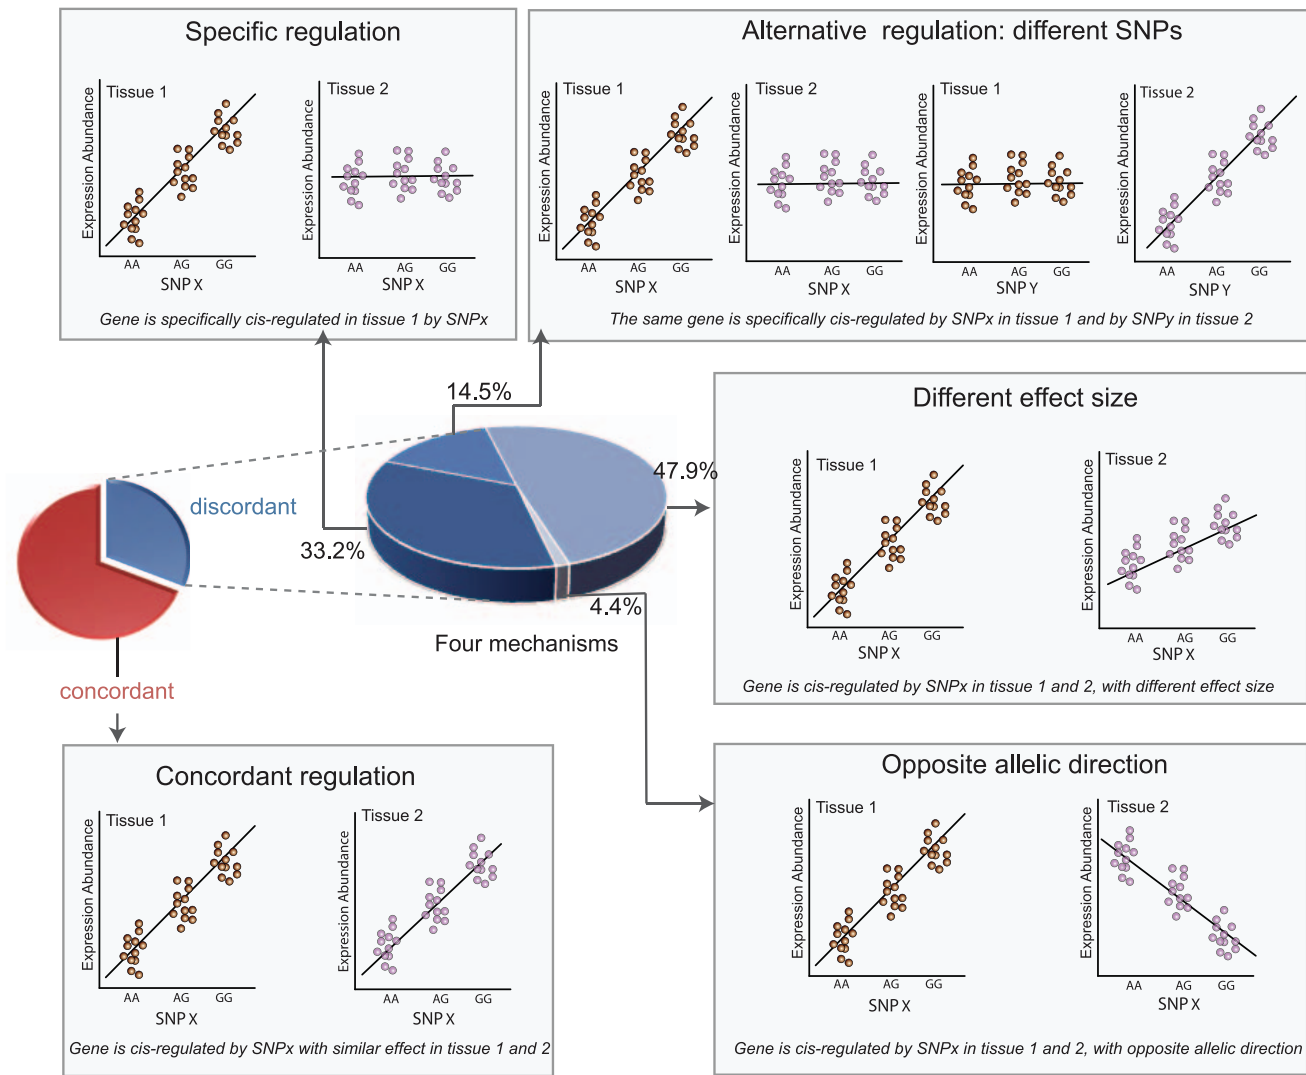 Specific regulation
Tissue 1
Tissue 2
Expression Abundance
Expression Abundance
AA AG GG
AA AG GG
SNP X
SNP X
Gene is specifically cis-regulated in tissue 1 by SNPx
Alternative regulation: different SNPs
Tissue 1
Tissue 2
Tissue 1
Tissue 2
Expression Abundance
Expression Abundance
Expression Abundance
Expression Abundance
AA AG GG
AA AG GG
AA AG GG
AA AG GG
SNP X
SNP X
SNP Y
SNP Y
The same gene is specifically cis-regulated by SNPx in tissue 1 and by SNPy in tissue 2
14.5%
47.9%
33.2%
4.4%
discordant
concordant
Four mechanisms
Different effect size
Tissue 1
Tissue 2
Expression Abundance
Expression Abundance
AA AG GG
AA AG GG
SNP X
SNP X
Gene is cis-regulated by SNPx in tissue 1 and 2, with different effect size
Concordant regulation
Tissue 1
Tissue 2
Expression Abundance
Expression Abundance
AA AG GG
AA AG GG
SNP X
SNP X
Gene is cis-regulated by SNPx with similar effect in tissue 1 and 2
Opposite allelic direction
Tissue 1
Tissue 2
Expression Abundance
Expression Abundance
AA AG GG
AA AG GG
SNP X
SNP X
Gene is cis-regulated by SNPx in tissue 1 and 2, with opposite allelic direction